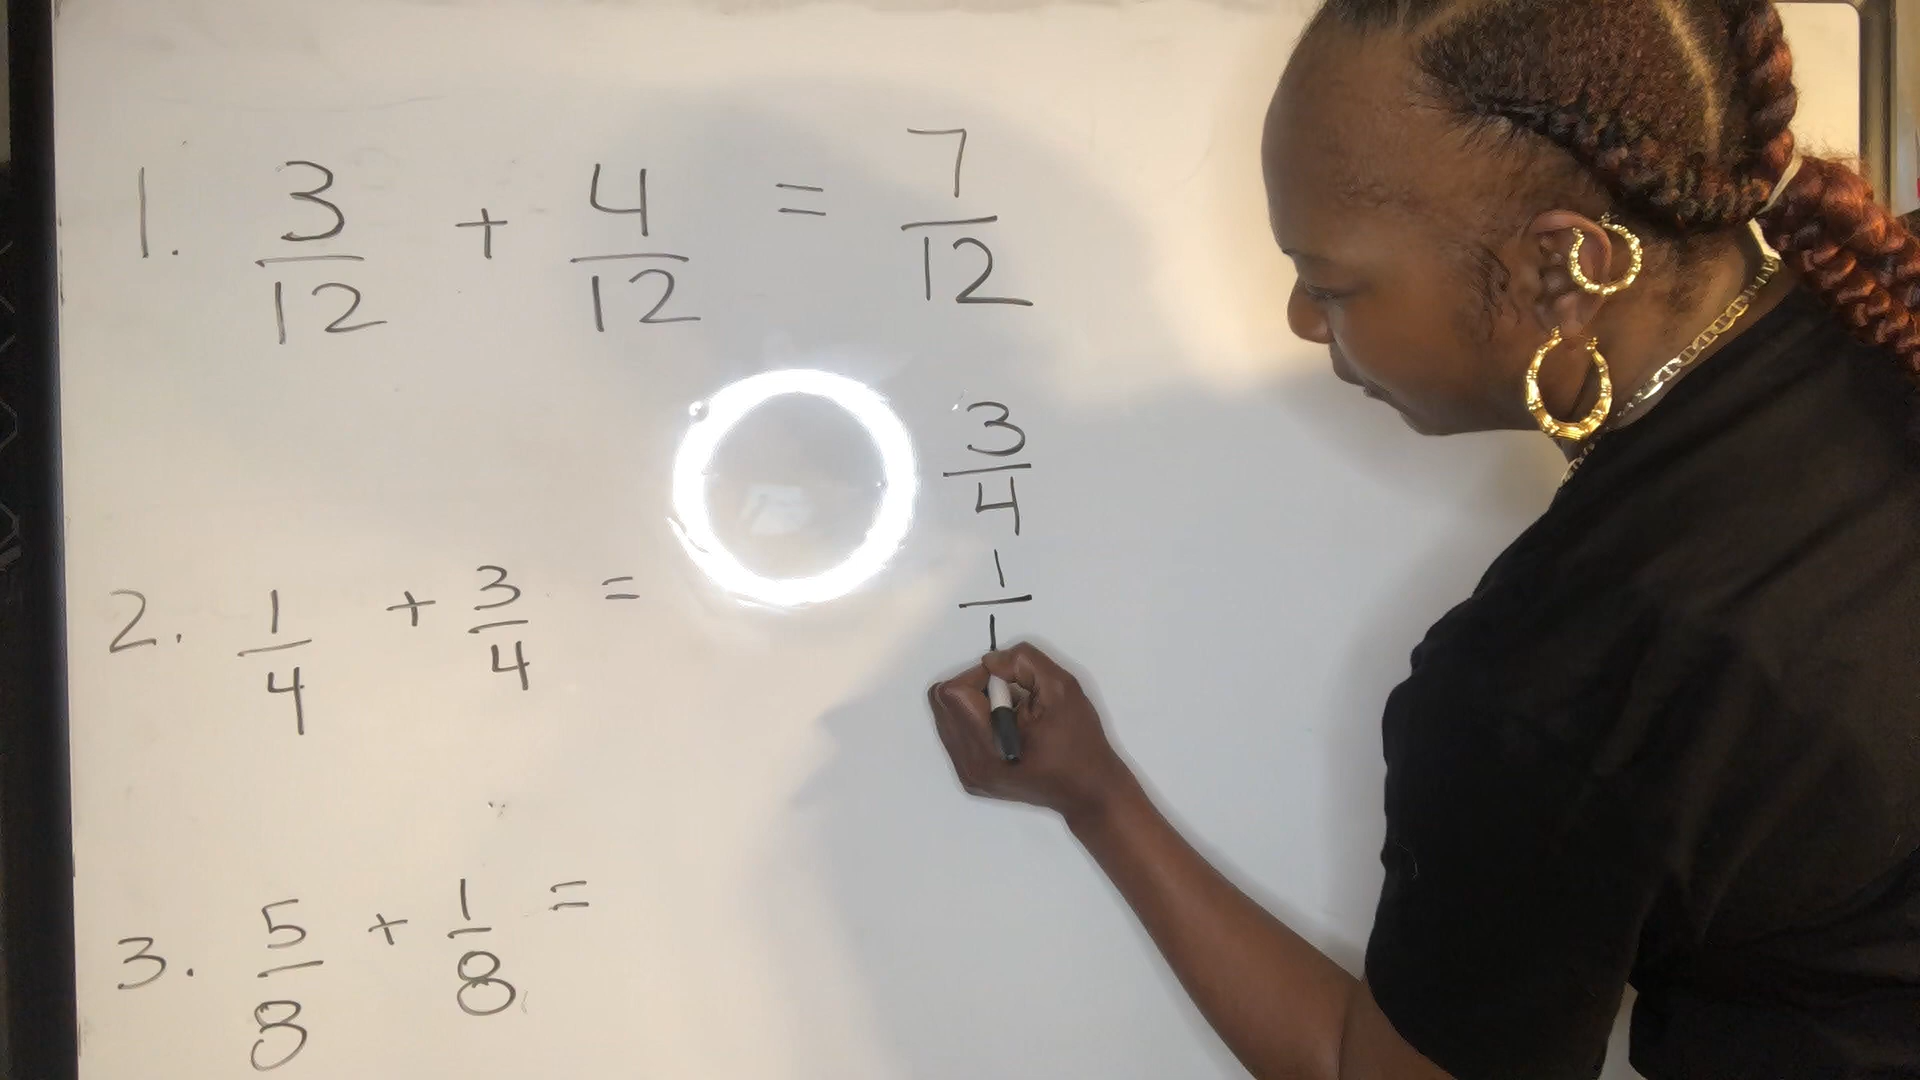 1. 3/12 + 4/12 = 7/12
3/4
1/1
2. 1/4 + 3/4 =
3. 5/8 + 1/8 =